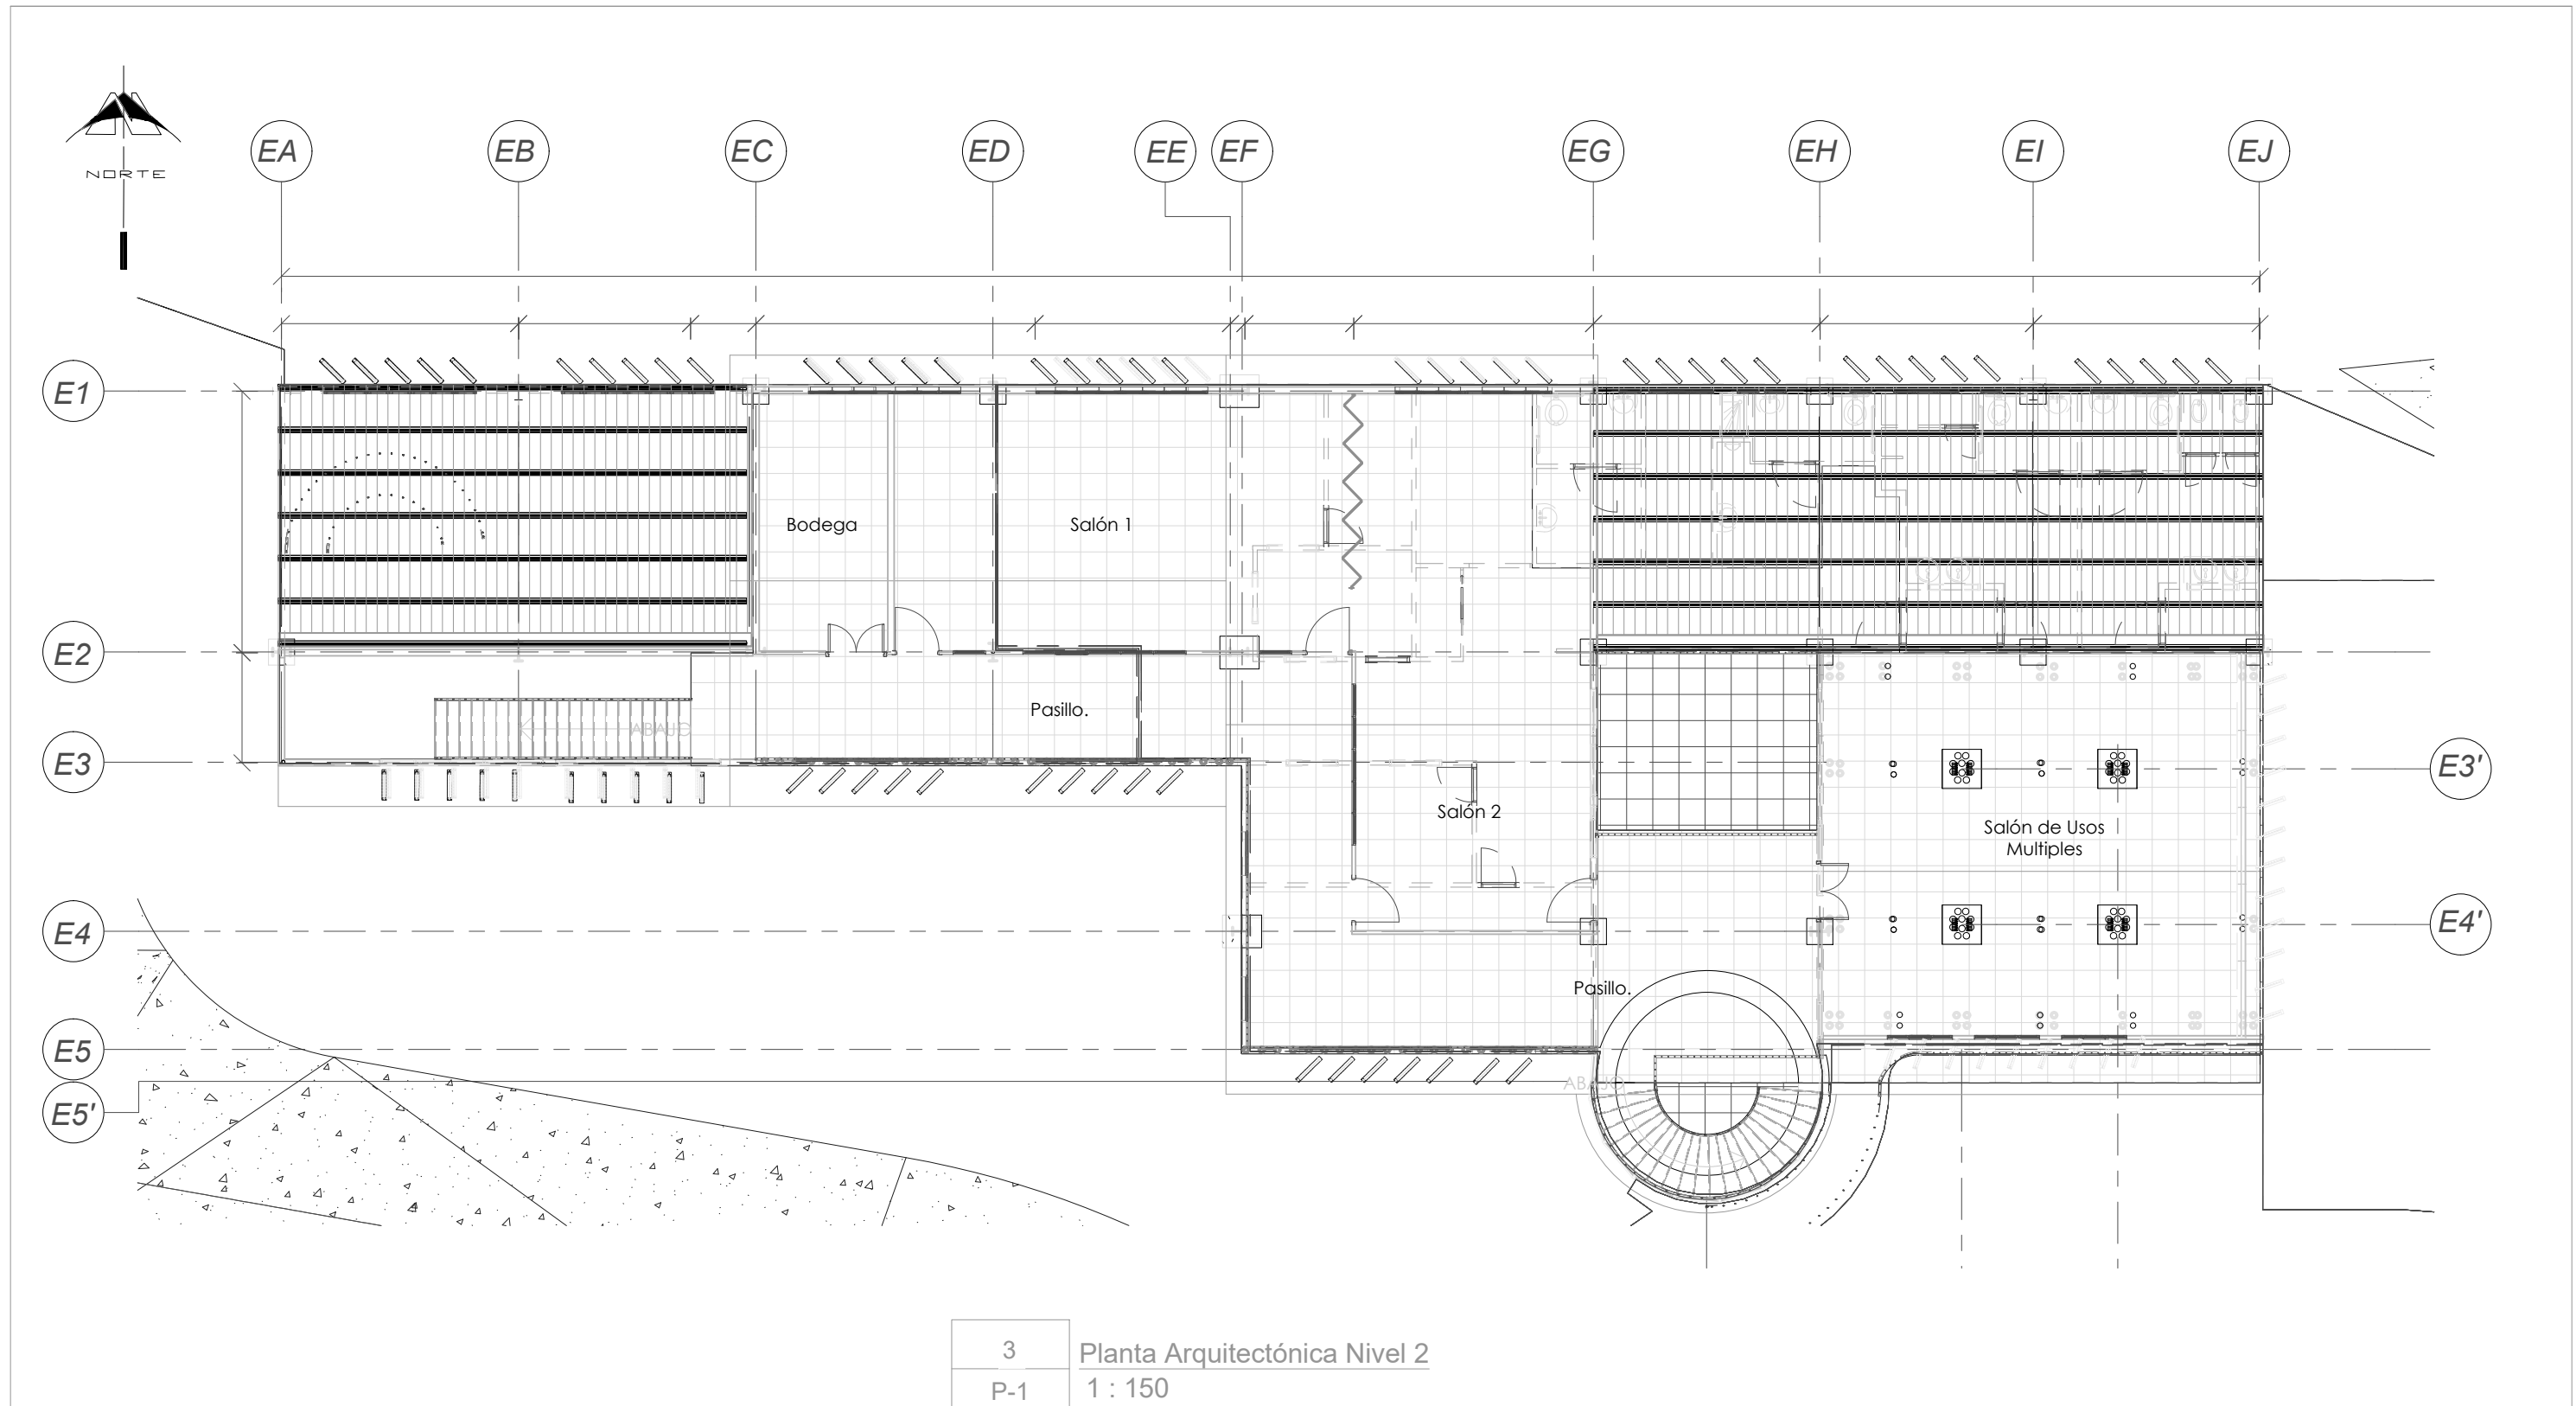 NORTE
EA
EB
EC
ED
EE
EF
EG
EH
EI
EJ
E1
E2
E3
E4
E5
E5'
E3'
E4'
Bodega
Salón 1
Pasillo.
ABAJO
Salón 2
Salón de Usos
Multiples
Pasillo.
ABAJO
3
P-1
Planta Arquitectónica Nivel 2
1 : 150